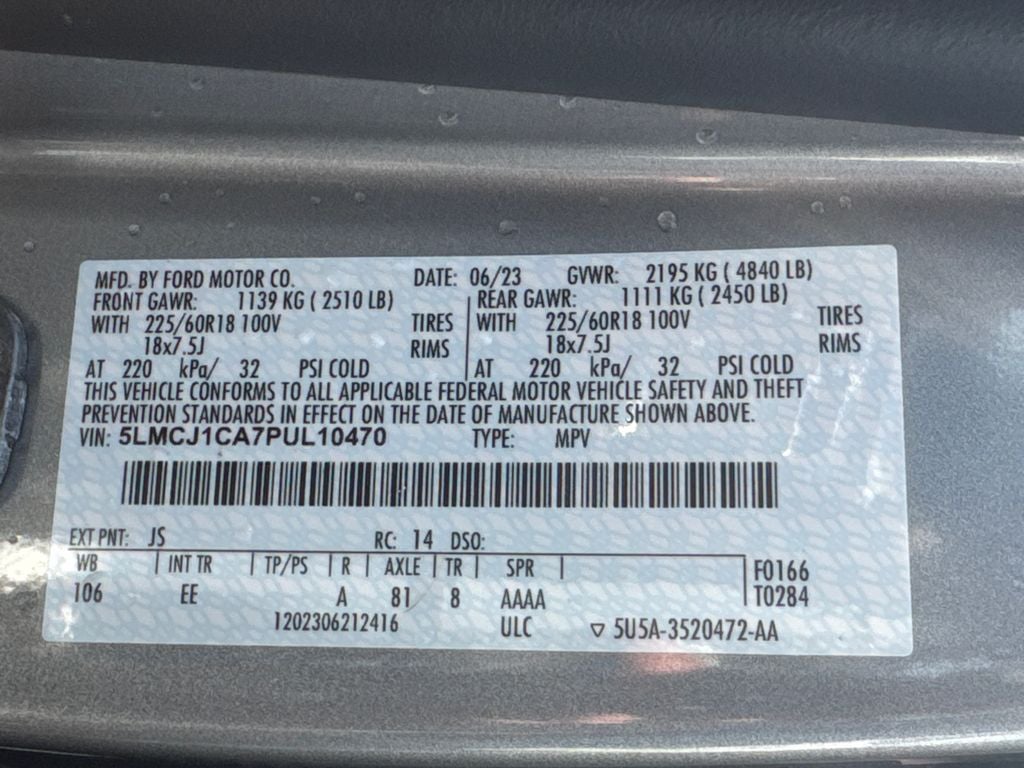 MFD. BY FORD MOTOR CO. DATE: 06/23 GVWR: 2195 KG ( 4840 LB)
FRONT GAWR: 1139 KG ( 2510 LB) REAR GAWR: 1111 KG ( 2450 LB)
WITH 225/60R18 100V TIRES WITH 225/60R18 100V TIRES
18x7.5J RIMS 18x7.5J RIMS
AT 220 kPa/ 32 PSI COLD AT 220 kPa/ 32 PSI COLD
THIS VEHICLE CONFORMS TO ALL APPLICABLE FEDERAL MOTOR VEHICLE SAFETY AND THEFT
PREVENTION STANDARDS IN EFFECT ON THE DATE OF MANUFACTURE SHOWN ABOVE.
VIN: 5LMCJ1CA7PUL10470 TYPE: MPV
EXT PNT: JS RC: 14 DSO:
WB INT TR TP/PS R AXLE TR SPR F0166
106 EE A 81 8 AAAA T0284
1202306212416 ULC ▽ 5U5A-3520472-AA